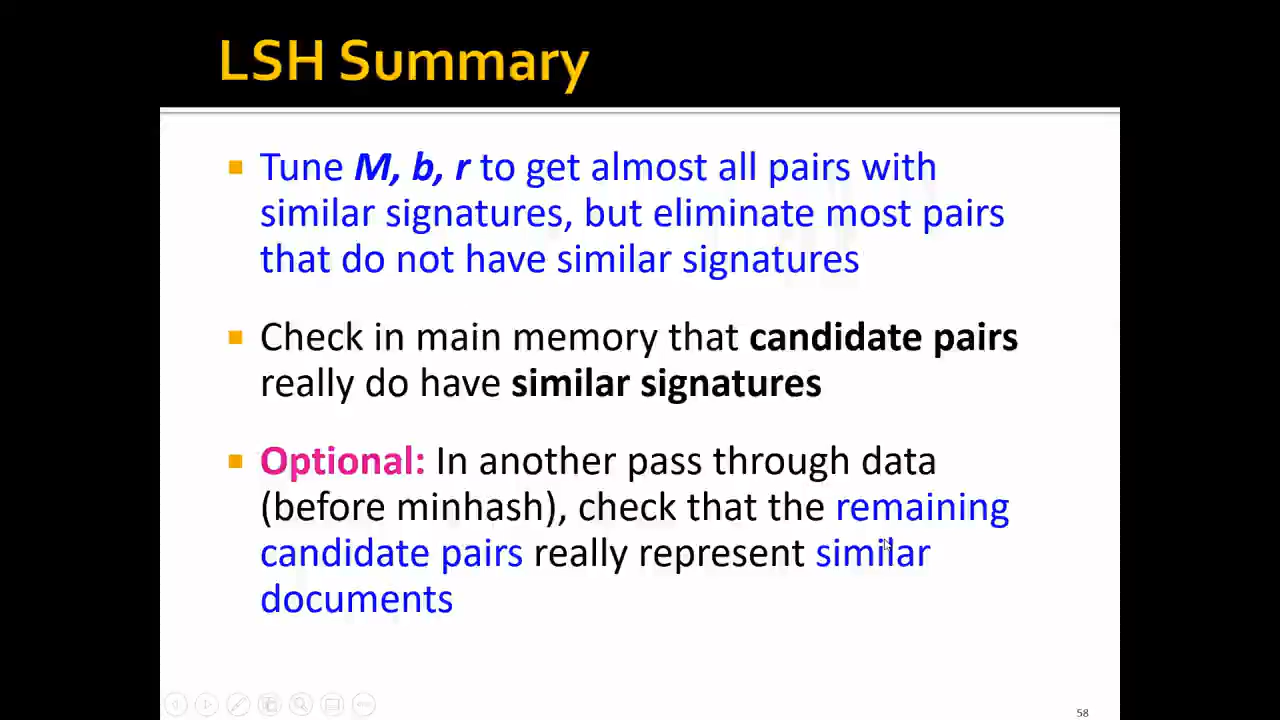 LSH Summary
Tune M, b, r to get almost all pairs with
similar signatures, but eliminate most pairs
that do not have similar signatures
Check in main memory that candidate pairs
really do have similar signatures
Optional: In another pass through data
(before minhash), check that the remaining
candidate pairs really represent similar
documents
58